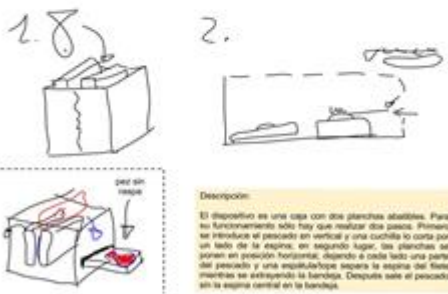 1.
2.
pez sin
raspa
Descripción:
El dispositivo es una caja con dos planchas abatibles. Para
su funcionamiento sólo hay que realizar dos pasos. Primero
se introduce el pescado en vertical y una cuchilla lo corta por
un lado de la espina; en segundo lugar, las planchas se
ponen en posición horizontal, dejando a cada lado una parte
del pescado y una espátula/tope separa la espina del filete
mientras se extrayendo la bandeja. Después sale el pescado
sin la espina central en la bandeja.